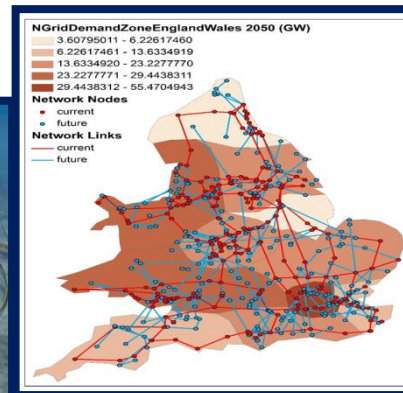 NGridDemandZoneEnglandWales 2050 (GW)
3.60795011 - 6.22617460
6.22617461 - 13.6334919
13.6334920 - 23.2277770
23.2277771 - 29.4438311
29.4438312 - 55.4704943
Network Nodes
current
future
Network Links
current
future